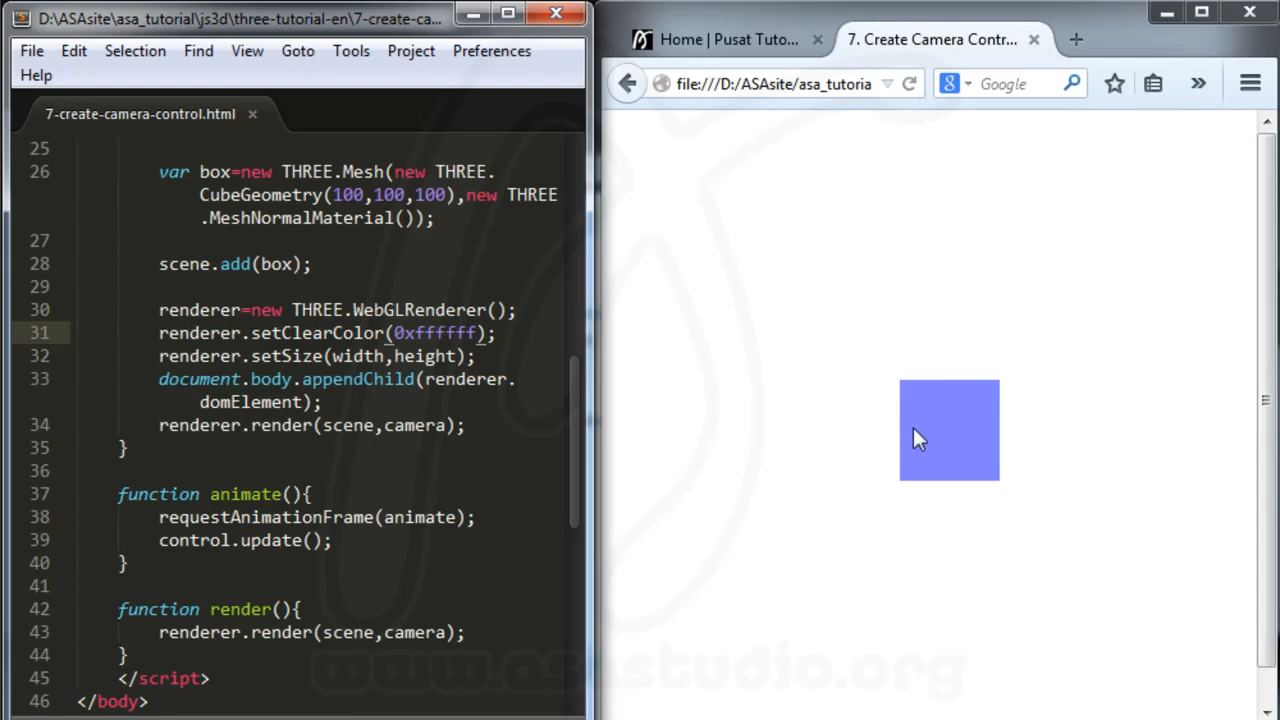 D:\ASAsite\asa_tutorial\js3d\three-tutorial-en\7-create-ca...
File Edit Selection Find View Goto Tools Project Preferences
Help
7-create-camera-control.html
25
26 var box=new THREE.Mesh(new THREE.
CubeGeometry(100,100,100),new THREE
.MeshNormalMaterial());
27
28 scene.add(box);
29
30 renderer=new THREE.WebGLRenderer();
31 renderer.setClearColor(0xffffff);
32 renderer.setSize(width,height);
33 document.body.appendChild(renderer.
domElement);
34 renderer.render(scene,camera);
35 }
36
37 function animate(){
38 requestAnimationFrame(animate);
39 control.update();
40 }
41
42 function render(){
43 renderer.render(scene,camera);
44 }
45 </script>
46 </body>
Home | Pusat Tuto...
7. Create Camera Contr...
file:///D:/ASAsite/asa_tutoria
8 Google
www.asastudio.org